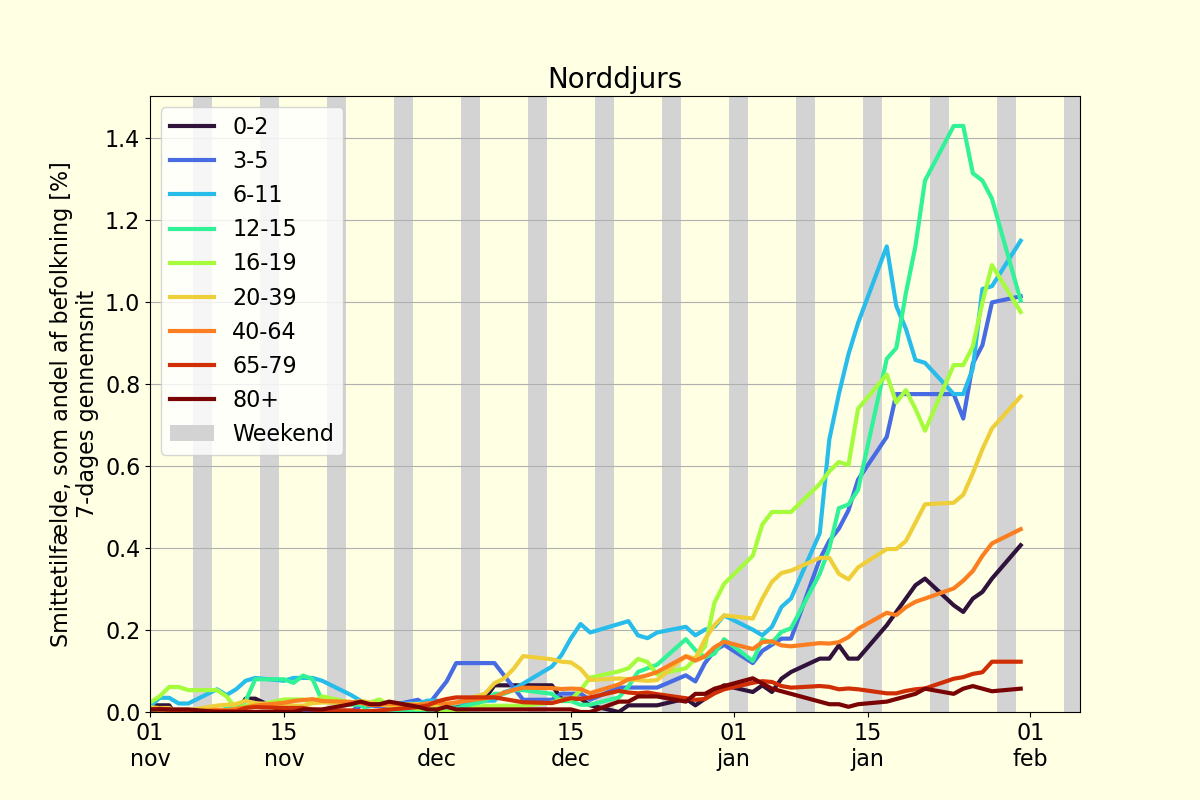 Norddjurs
Smittetilfælde, som andel af befolkning [%]
7-dages gennemsnit
1.4
1.2
1.0
0.8
0.6
0.4
0.2
0.0
0-2
3-5
6-11
12-15
16-19
20-39
40-64
65-79
80+
Weekend
01 15 01 15 01 15 01
nov nov dec dec jan jan feb